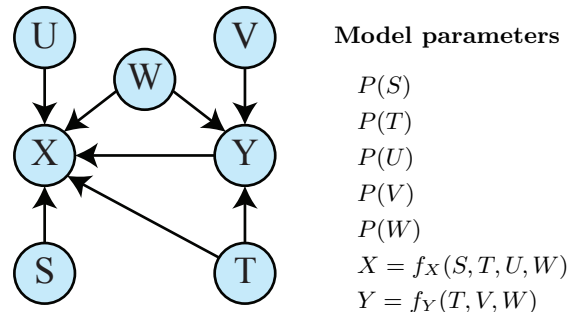 U
V
Model parameters
W
P(S)
P(T)
X
Y
P(U)
P(V)
P(W)
S
T
X = f_X(S, T, U, W)
Y = f_Y(T, V, W)